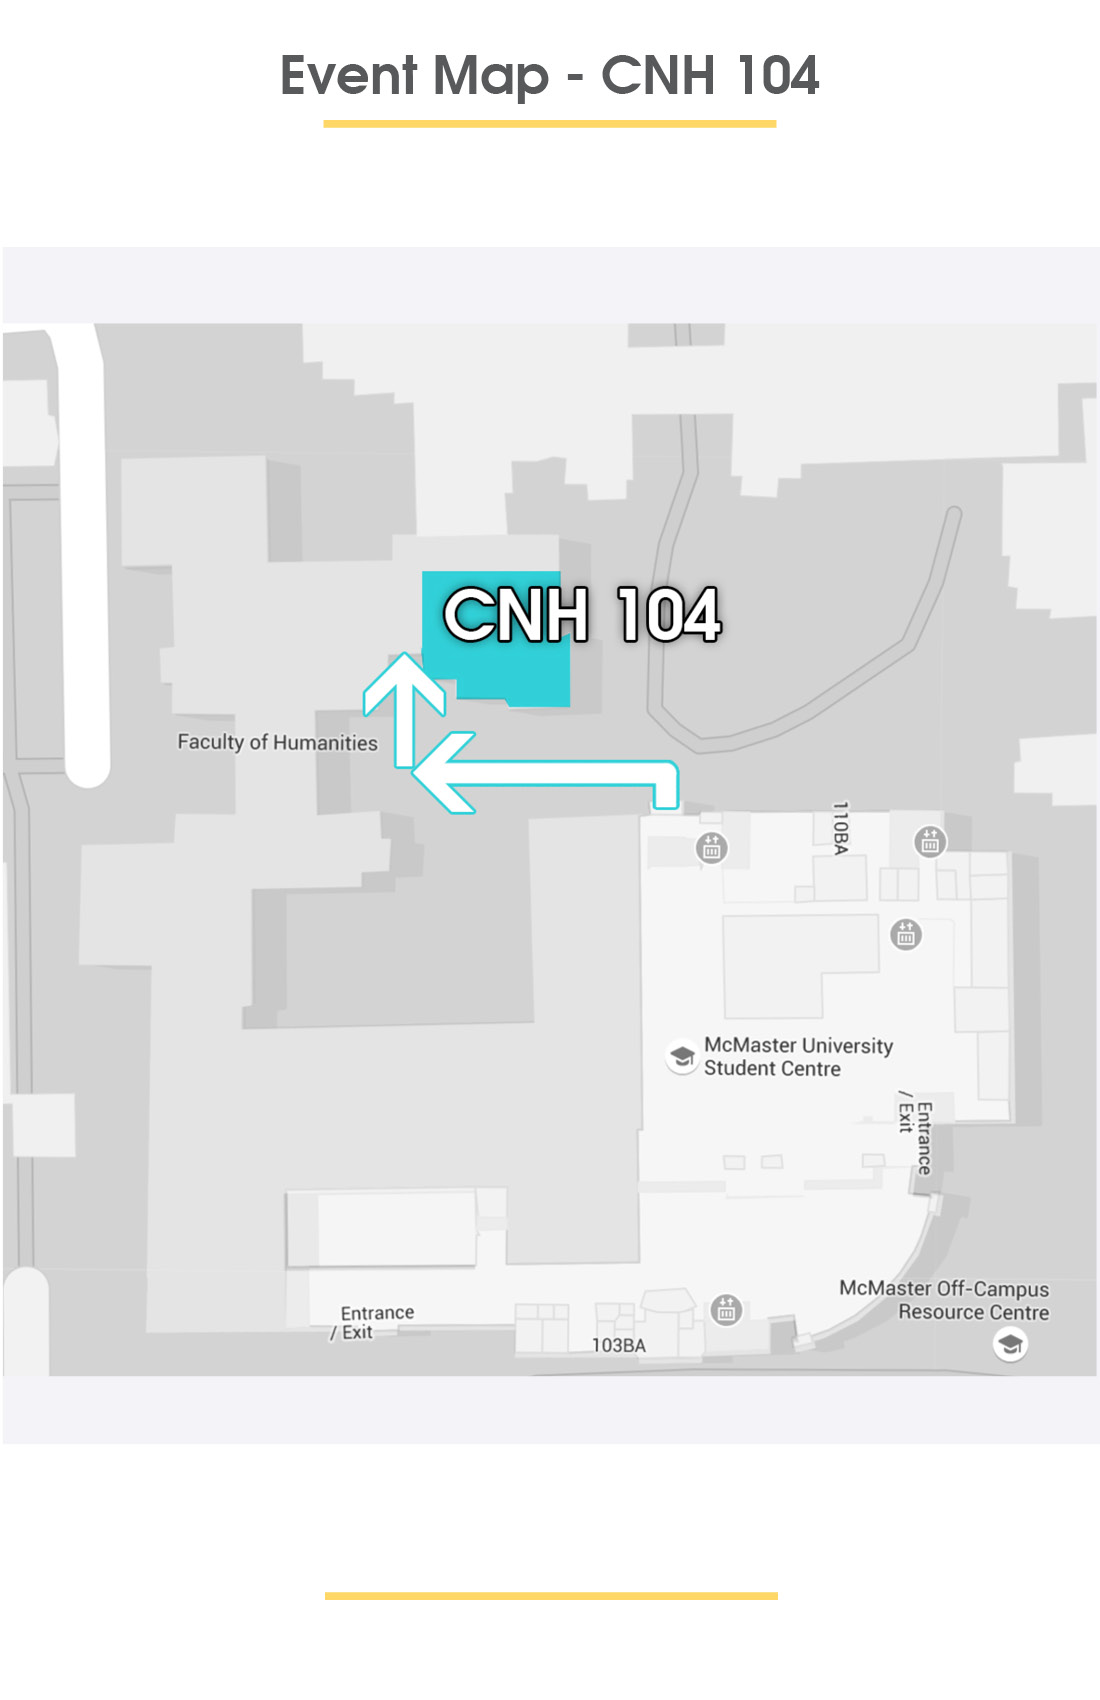 Event Map - CNH 104
CNH 104
Faculty of Humanities
110BA
McMaster University
Student Centre
Entrance
/ Exit
McMaster Off-Campus
Resource Centre
Entrance
/ Exit
103BA